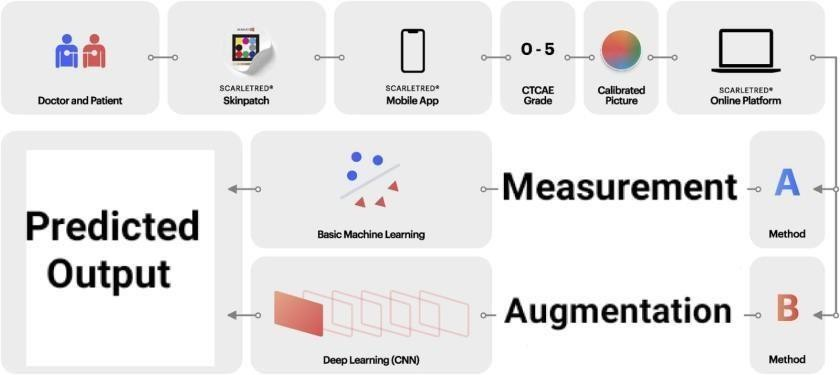 Doctor and Patient
SCARLETRED®
Skinpatch
SCARLETRED®
Mobile App
0 - 5
CTCAE
Grade
Calibrated
Picture
SCARLETRED®
Online Platform
Predicted
Output
Basic Machine Learning
Measurement
A
Method
Deep Learning (CNN)
Augmentation
B
Method